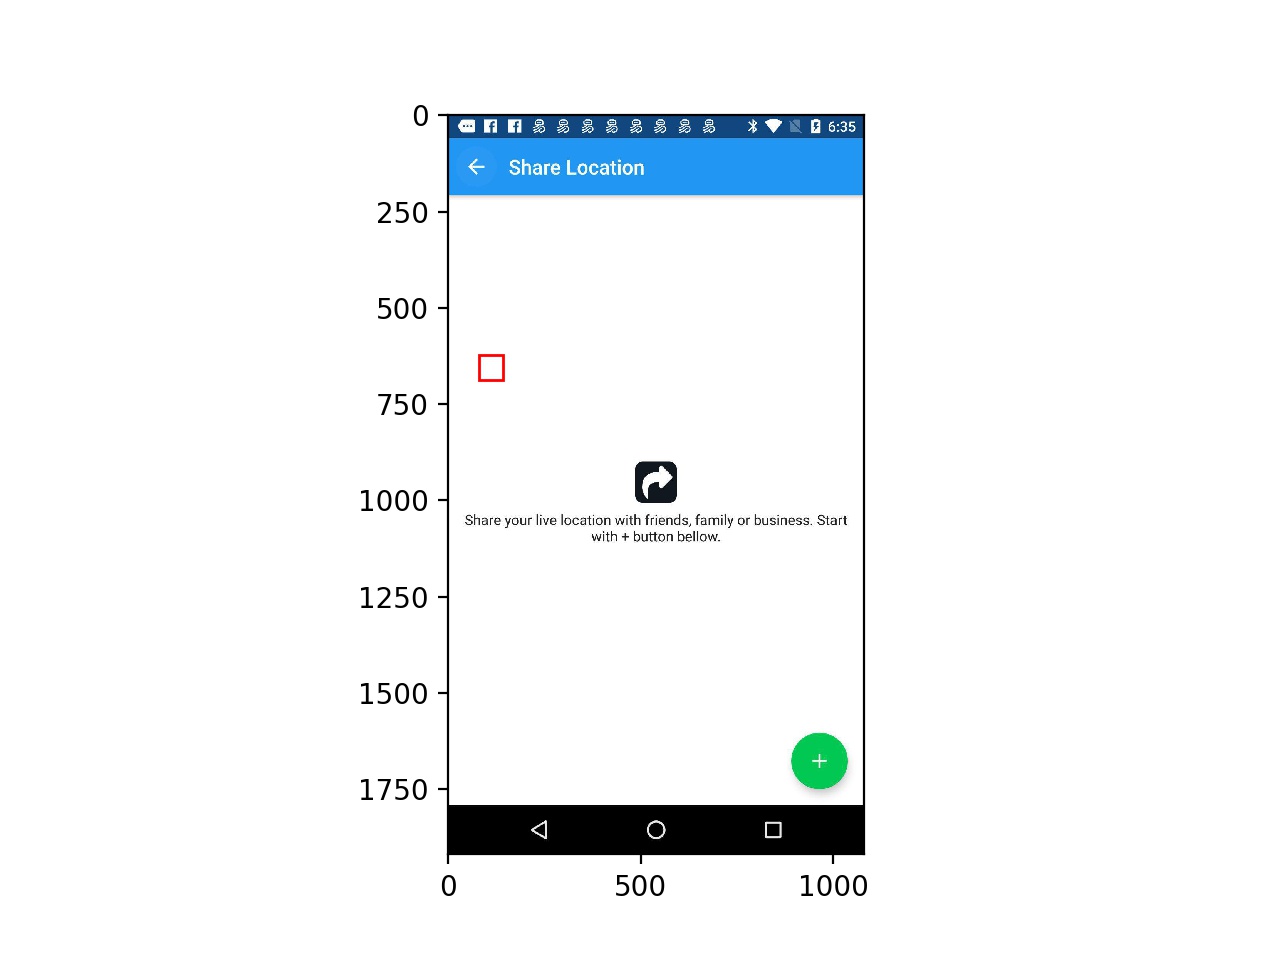 0
250
500
750
1000
1250
1500
1750
0 500 1000
6:35
Share Location
Share your live location with friends, family or business. Start
with + button bellow.